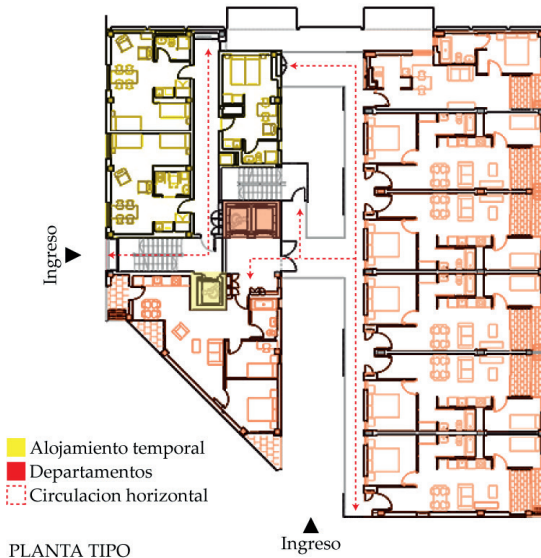 Ingreso
Alojamiento temporal
Departamentos
Circulacion horizontal
PLANTA TIPO
Ingreso